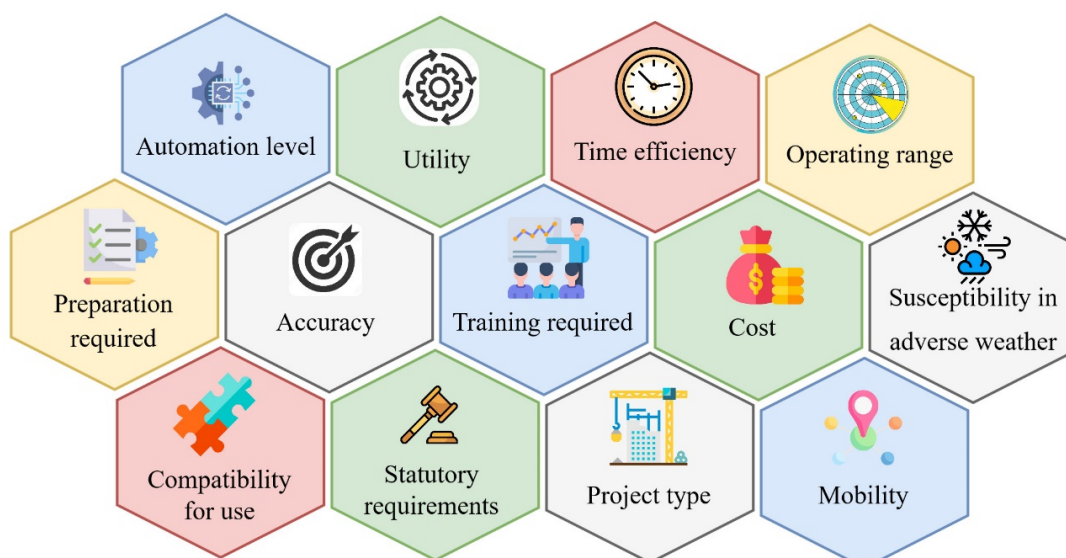 Automation level
Utility
Time efficiency
Operating range
Preparation
required
Accuracy
Training required
$
Cost
Susceptibility in
adverse weather
Compatibility
for use
Statutory
requirements
Project type
Mobility